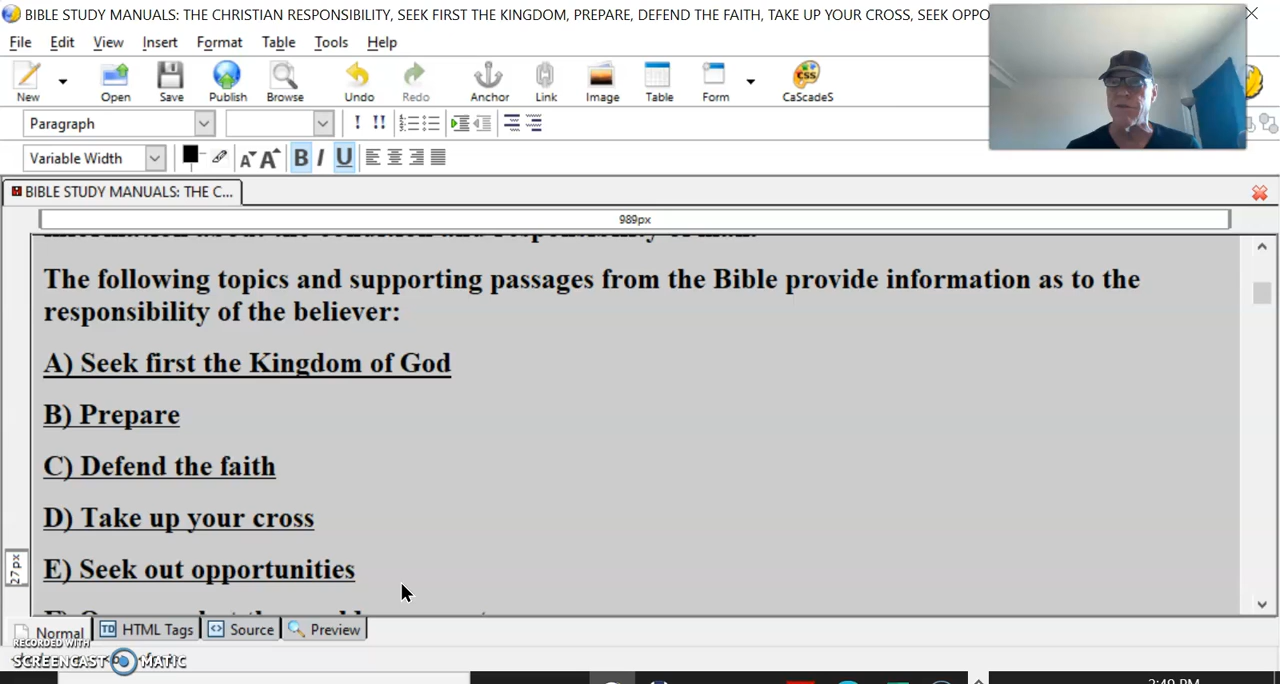 BIBLE STUDY MANUALS: THE CHRISTIAN RESPONSIBILITY, SEEK FIRST THE KINGDOM, PREPARE, DEFEND THE FAITH, TAKE UP YOUR CROSS, SEEK OPPO
File Edit View Insert Format Table Tools Help
New Open Save Publish Browse Undo Redo Anchor Link Image Table Form CaScadeS
CSS
Paragraph
Variable Width A A B I U
BIBLE STUDY MANUALS: THE C...
989px
The following topics and supporting passages from the Bible provide information as to the
responsibility of the believer:
A) Seek first the Kingdom of God
B) Prepare
C) Defend the faith
D) Take up your cross
E) Seek out opportunities
27 px
Normal HTML Tags Source Preview
TD
RECORDED WITH
SCREENCAST-O-MATIC